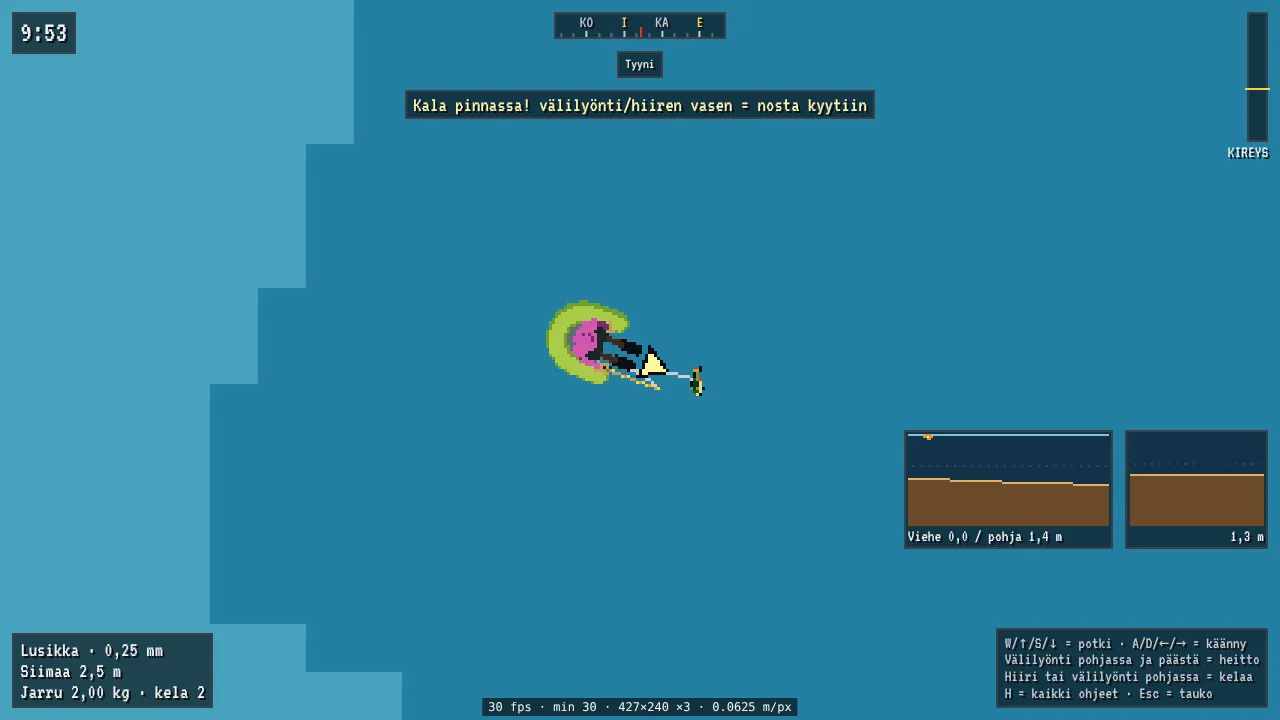 9:53
KO I KA E
Tyyni
Kala pinnassa! välilyönti/hiiren vasen = nosta kyytiin
KIREYS
Viehe 0,0 / pohja 1,4 m
1,3 m
Lusikka · 0,25 mm
Siimaa 2,5 m
Jarru 2,00 kg · kela 2
W/↑/S/↓ = potki · A/D/←/→ = käänny
Välilyönti pohjassa ja päästä = heitto
Hiiri tai välilyönti pohjassa = kelaa
H = kaikki ohjeet · Esc = tauko
30 fps · min 30 · 427×240 ×3 · 0.0625 m/px